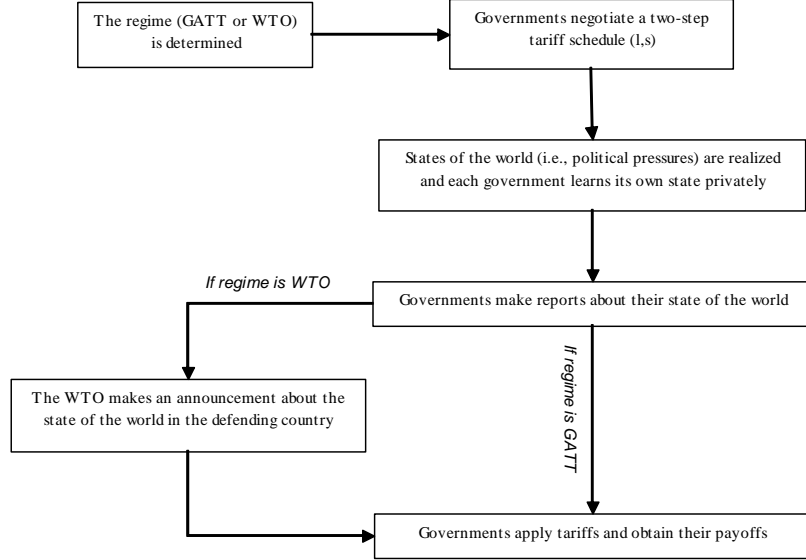 The regime (GATT or WTO)
is determined
Governments negotiate a two-step
tariff schedule (l,s)
States of the world (i.e., political pressures) are realized
and each government learns its own state privately
If regime is WTO
Governments make reports about their state of the world
If regime is GATT
The WTO makes an announcement about the
state of the world in the defending country
Governments apply tariffs and obtain their payoffs